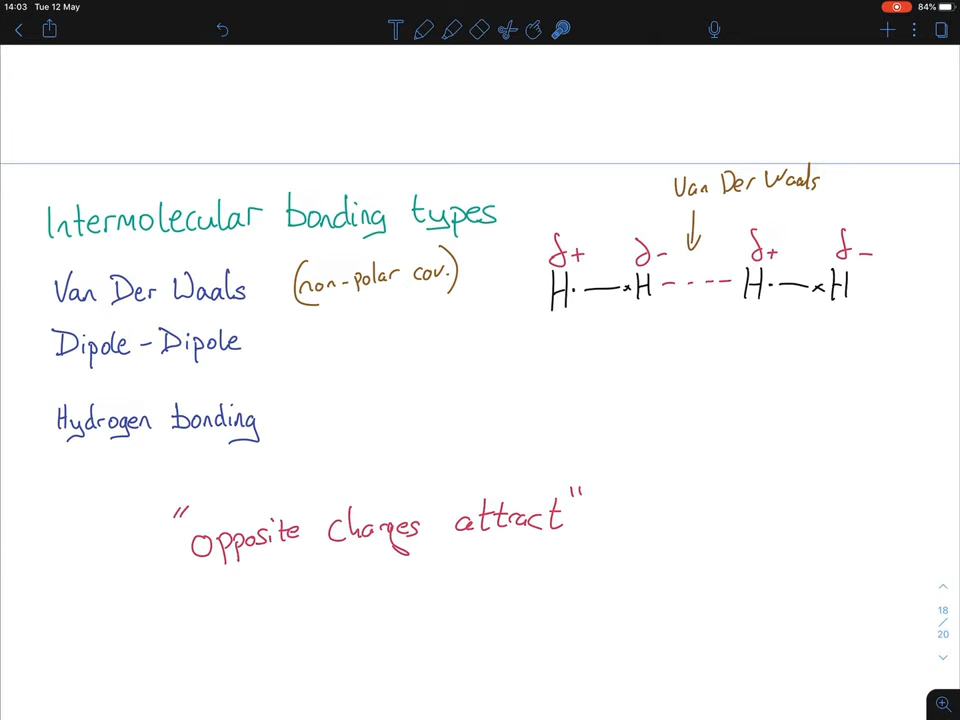 14:03 Tue 12 May
84%
T
Van Der Waals
Intermolecular bonding types
δ+ δ- δ+ δ-
Van Der Waals (non-polar cov.)
H· —×H - - - - H· —×H
Dipole - Dipole
Hydrogen bonding
"opposite charges attract"
18
/
20